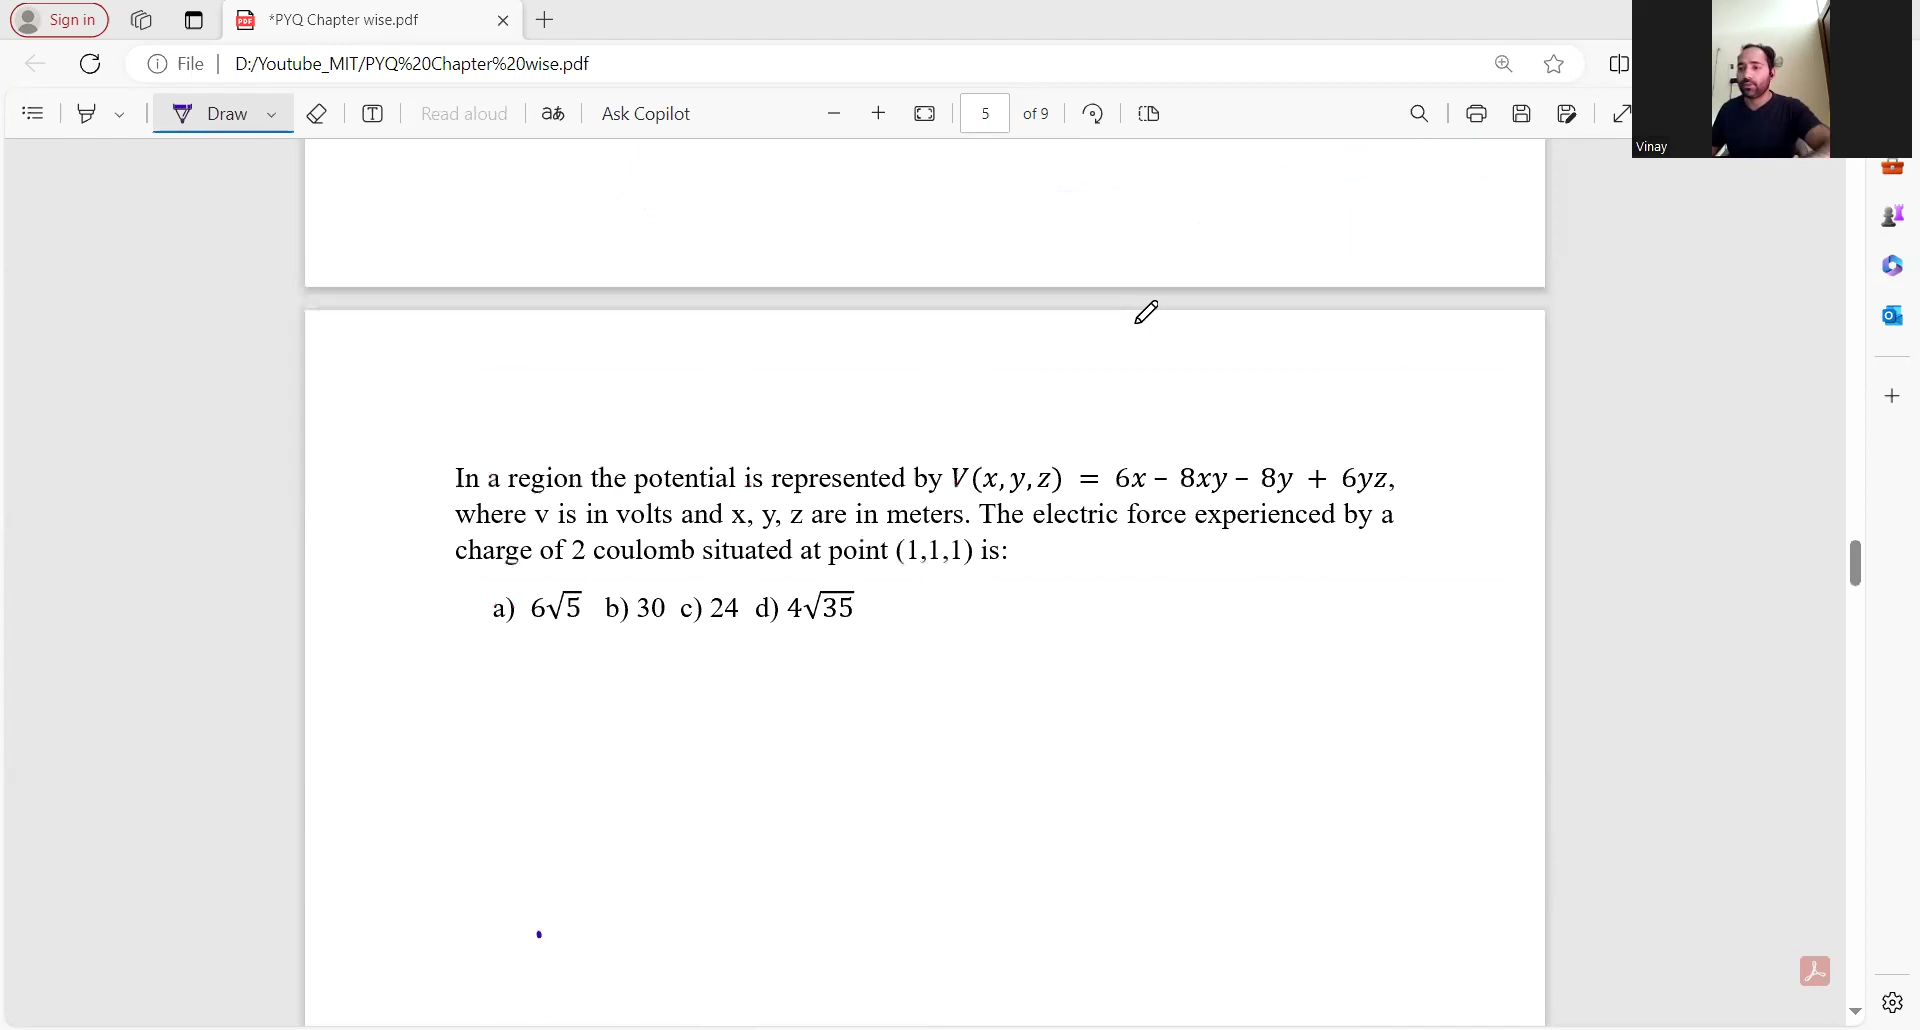 Sign in
*PYQ Chapter wise.pdf
File
D:/Youtube_MIT/PYQ%20Chapter%20wise.pdf
Draw
Read aloud
aあ
Ask Copilot
5
of 9
Vinay
In a region the potential is represented by V(x, y, z) = 6x − 8xy − 8y + 6yz,
where v is in volts and x, y, z are in meters. The electric force experienced by a
charge of 2 coulomb situated at point (1,1,1) is:
a) 6√5 b) 30 c) 24 d) 4√35